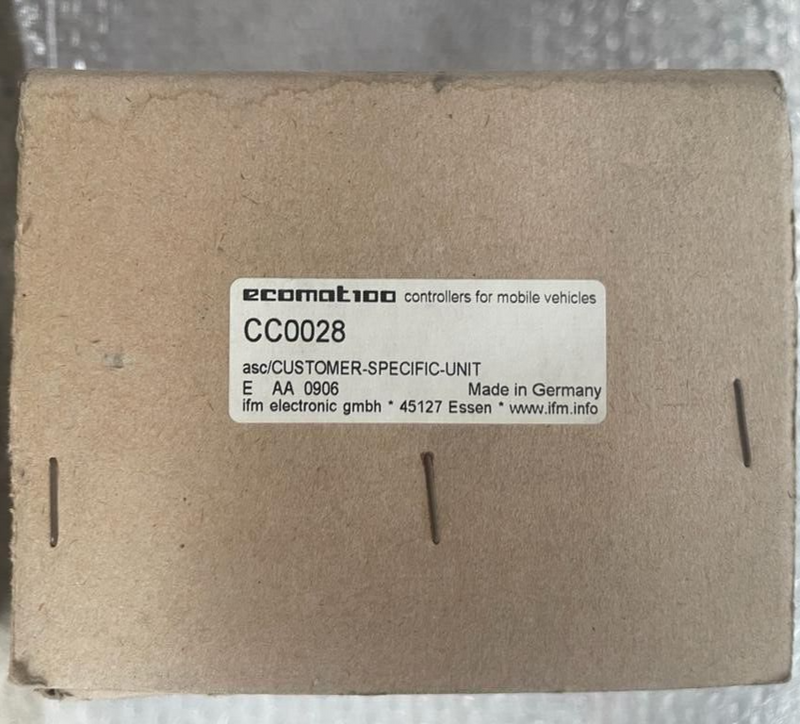 ecomat100 controllers for mobile vehicles
CC0028
asc/CUSTOMER-SPECIFIC-UNIT
E AA 0906 Made in Germany
ifm electronic gmbh * 45127 Essen * www.ifm.info